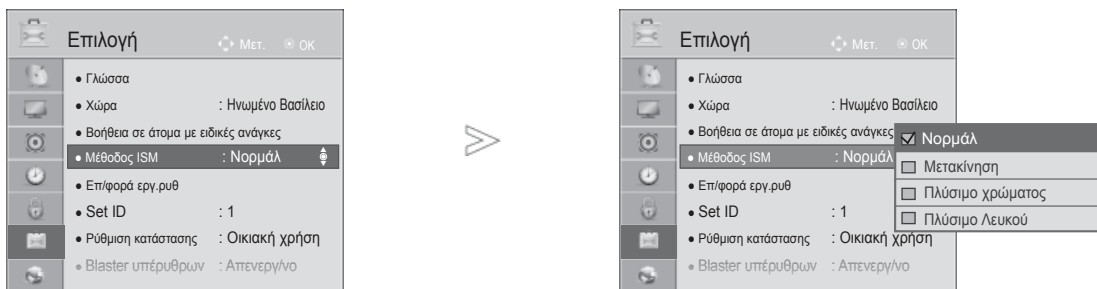 Επιλογή Μετ. OK
• Γλώσσα
• Χώρα : Ηνωμένο Βασίλειο
• Βοήθεια σε άτομα με ειδικές ανάγκες
• Μέθοδος ISM : Νορμάλ
• Επ/φορά εργ.ρυθ
• Set ID : 1
• Ρύθμιση κατάστασης : Οικιακή χρήση
• Blaster υπέρυθρων : Απενεργ/νο
Επιλογή Μετ. OK
• Γλώσσα
• Χώρα : Ηνωμένο Βασίλειο
• Βοήθεια σε άτομα με ειδικές ανάγκες
• Μέθοδος ISM : Νορμάλ
• Επ/φορά εργ.ρυθ
• Set ID : 1
• Ρύθμιση κατάστασης : Οικιακή χρήση
• Blaster υπέρυθρων : Απενεργ/νο
Νορμάλ
Μετακίνηση
Πλύσιμο χρώματος
Πλύσιμο Λευκού